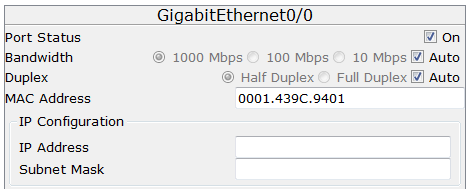 GigabitEthernet0/0
Port Status On
Bandwidth 1000 Mbps 100 Mbps 10 Mbps Auto
Duplex Half Duplex Full Duplex Auto
MAC Address 0001.439C.9401
IP Configuration
IP Address
Subnet Mask